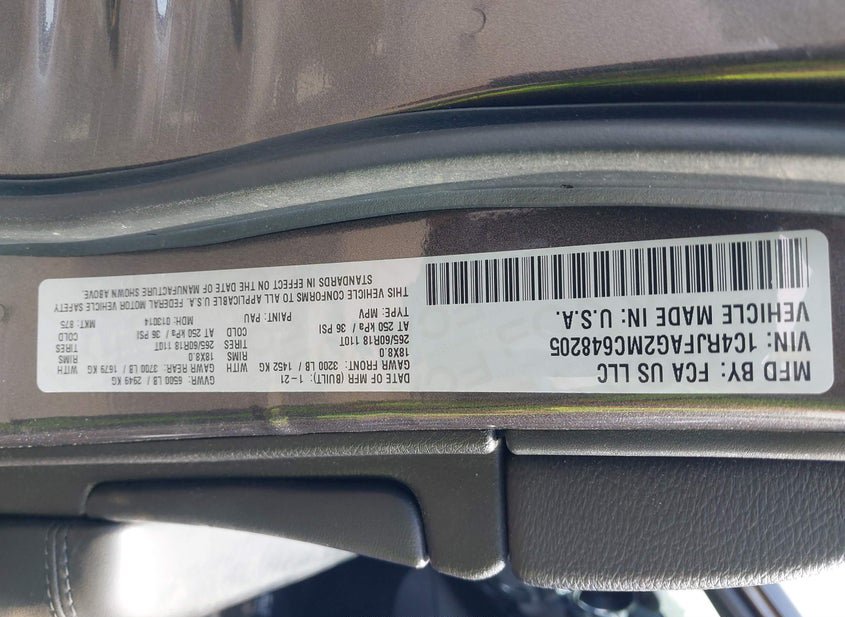 MFD BY: FCA US LLC
VIN: 1C4RJFAG2MC648205
VEHICLE MADE IN: U.S.A.
DATE OF MFR (BUILT): 1-21
GVWR: 6500 LB / 2949 KG
GAWR FRONT: 3200 LB / 1452 KG
GAWR REAR: 3700 LB / 1679 KG
WITH
WITH
18X8.0
RIMS
18X8.0
RIMS
265/60R18 110T
TIRES
265/60R18 110T
TIRES
AT 250 kPa / 36 PSI
COLD
AT 250 kPa / 36 PSI
COLD
TYPE: MPV
PAINT: PAU
MDH: 013014
MKT: 875
THIS VEHICLE CONFORMS TO ALL APPLICABLE U.S.A. FEDERAL MOTOR VEHICLE SAFETY
STANDARDS IN EFFECT ON THE DATE OF MANUFACTURE SHOWN ABOVE.